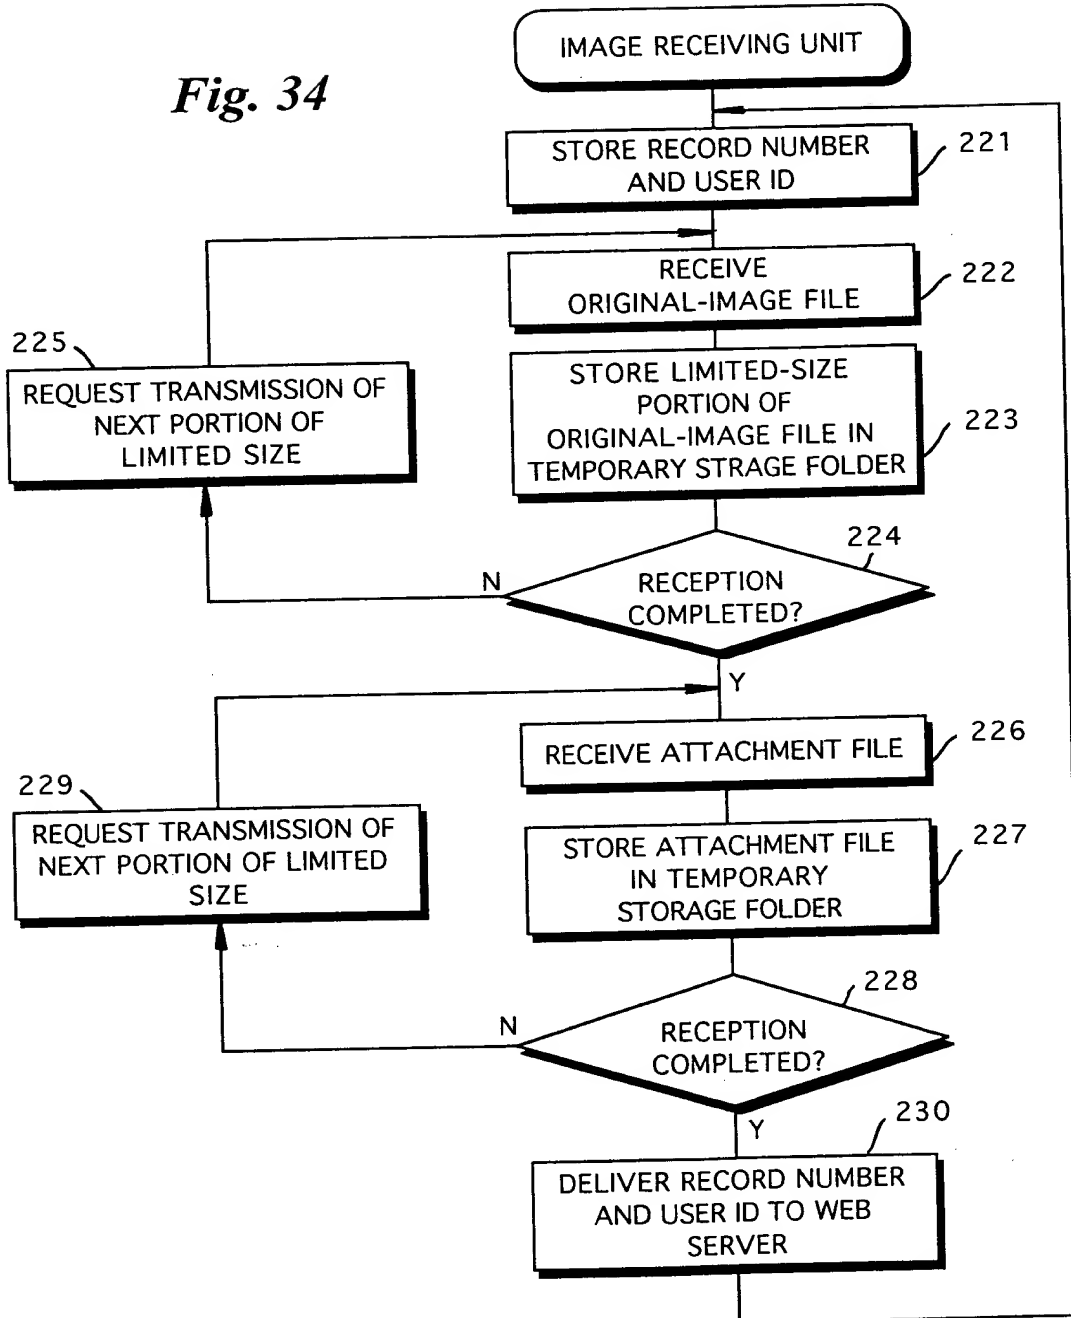 Fig. 34
IMAGE RECEIVING UNIT
STORE RECORD NUMBER
AND USER ID
221
RECEIVE
ORIGINAL-IMAGE FILE
222
225
REQUEST TRANSMISSION OF
NEXT PORTION OF
LIMITED SIZE
STORE LIMITED-SIZE
PORTION OF
ORIGINAL-IMAGE FILE IN
TEMPORARY STRAGE FOLDER
223
224
N
RECEPTION
COMPLETED?
Y
RECEIVE ATTACHMENT FILE
226
229
REQUEST TRANSMISSION OF
NEXT PORTION OF LIMITED
SIZE
STORE ATTACHMENT FILE
IN TEMPORARY
STORAGE FOLDER
227
228
N
RECEPTION
COMPLETED?
Y
230
DELIVER RECORD NUMBER
AND USER ID TO WEB
SERVER